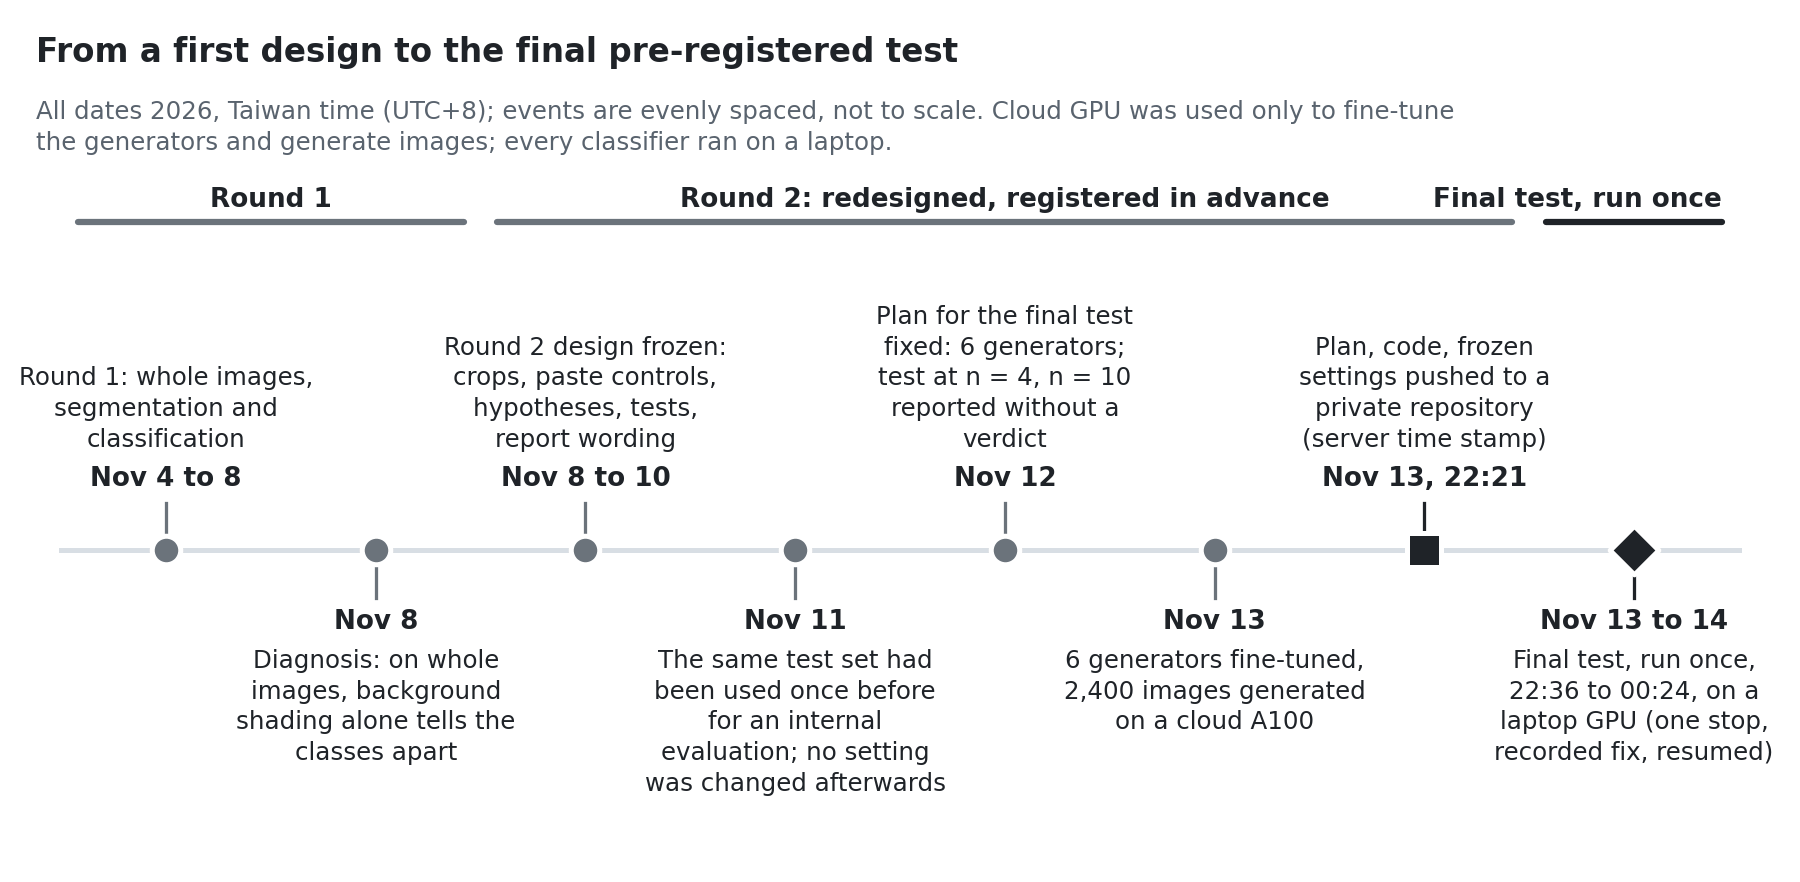 From a first design to the final pre-registered test
All dates 2026, Taiwan time (UTC+8); events are evenly spaced, not to scale. Cloud GPU was used only to fine-tune
the generators and generate images; every classifier ran on a laptop.
Round 1
Round 2: redesigned, registered in advance
Final test, run once
Round 1: whole images,
segmentation and
classification
Nov 4 to 8
Nov 8
Diagnosis: on whole
images, background
shading alone tells the
classes apart
Round 2 design frozen:
crops, paste controls,
hypotheses, tests,
report wording
Nov 8 to 10
Nov 11
The same test set had
been used once before
for an internal
evaluation; no setting
was changed afterwards
Plan for the final test
fixed: 6 generators;
test at n = 4, n = 10
reported without a
verdict
Nov 12
Nov 13
6 generators fine-tuned,
2,400 images generated
on a cloud A100
Plan, code, frozen
settings pushed to a
private repository
(server time stamp)
Nov 13, 22:21
Nov 13 to 14
Final test, run once,
22:36 to 00:24, on a
laptop GPU (one stop,
recorded fix, resumed)